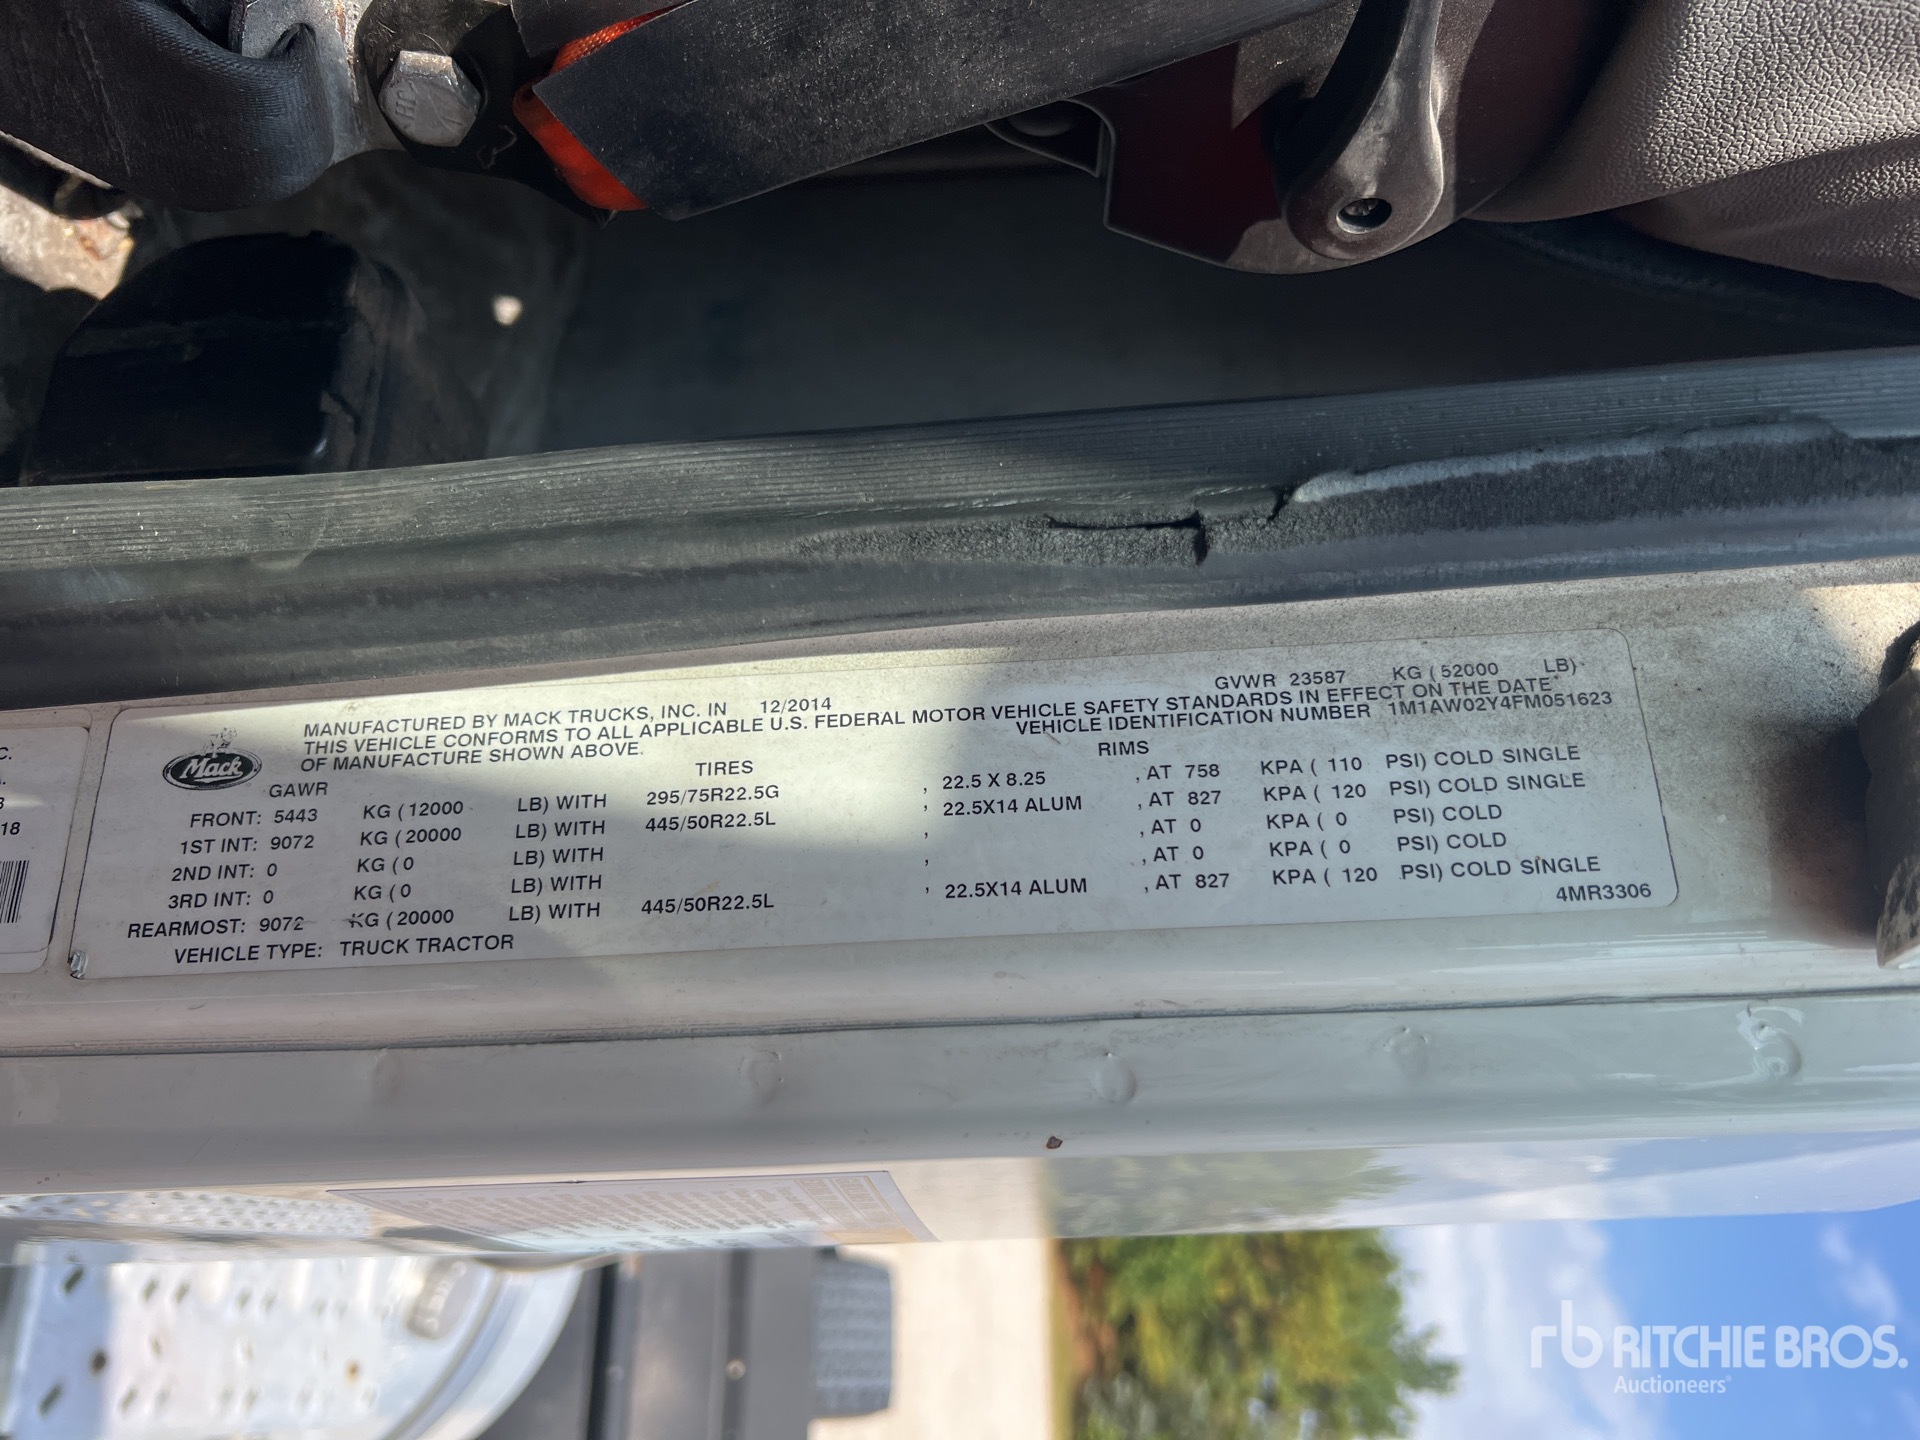 MANUFACTURED BY MACK TRUCKS, INC. IN 12/2014 GVWR 23587 KG (52000 LB)
THIS VEHICLE CONFORMS TO ALL APPLICABLE U.S. FEDERAL MOTOR VEHICLE SAFETY STANDARDS IN EFFECT ON THE DATE
OF MANUFACTURE SHOWN ABOVE. VEHICLE IDENTIFICATION NUMBER 1M1AW02Y4FM051623
Mack
GAWR TIRES RIMS
FRONT: 5443 KG (12000 LB) WITH 295/75R22.5G , 22.5 X 8.25 , AT 758 KPA ( 110 PSI) COLD SINGLE
1ST INT: 9072 KG (20000 LB) WITH 445/50R22.5L , 22.5X14 ALUM , AT 827 KPA ( 120 PSI) COLD SINGLE
2ND INT: 0 KG (0 LB) WITH , , AT 0 KPA ( 0 PSI) COLD
3RD INT: 0 KG (0 LB) WITH , , AT 0 KPA ( 0 PSI) COLD
REARMOST: 9072 KG (20000 LB) WITH 445/50R22.5L , 22.5X14 ALUM , AT 827 KPA ( 120 PSI) COLD SINGLE
VEHICLE TYPE: TRUCK TRACTOR 4MR3306
C.
18
JH
rb RITCHIE BROS.
Auctioneers